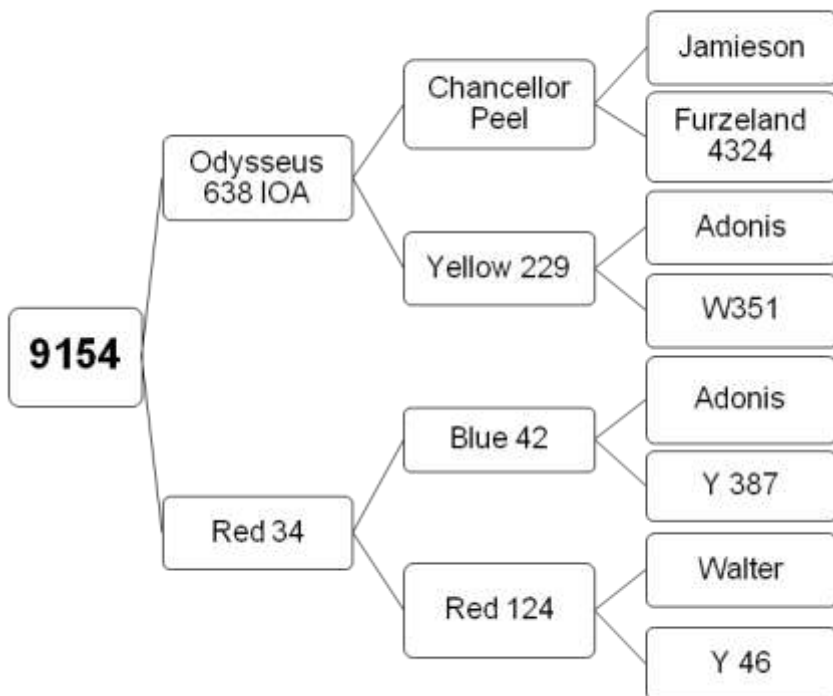 Jamieson
Chancellor
Peel
Furzeland
4324
Odysseus
638 IOA
Adonis
Yellow 229
W351
9154
Adonis
Blue 42
Y 387
Red 34
Walter
Red 124
Y 46